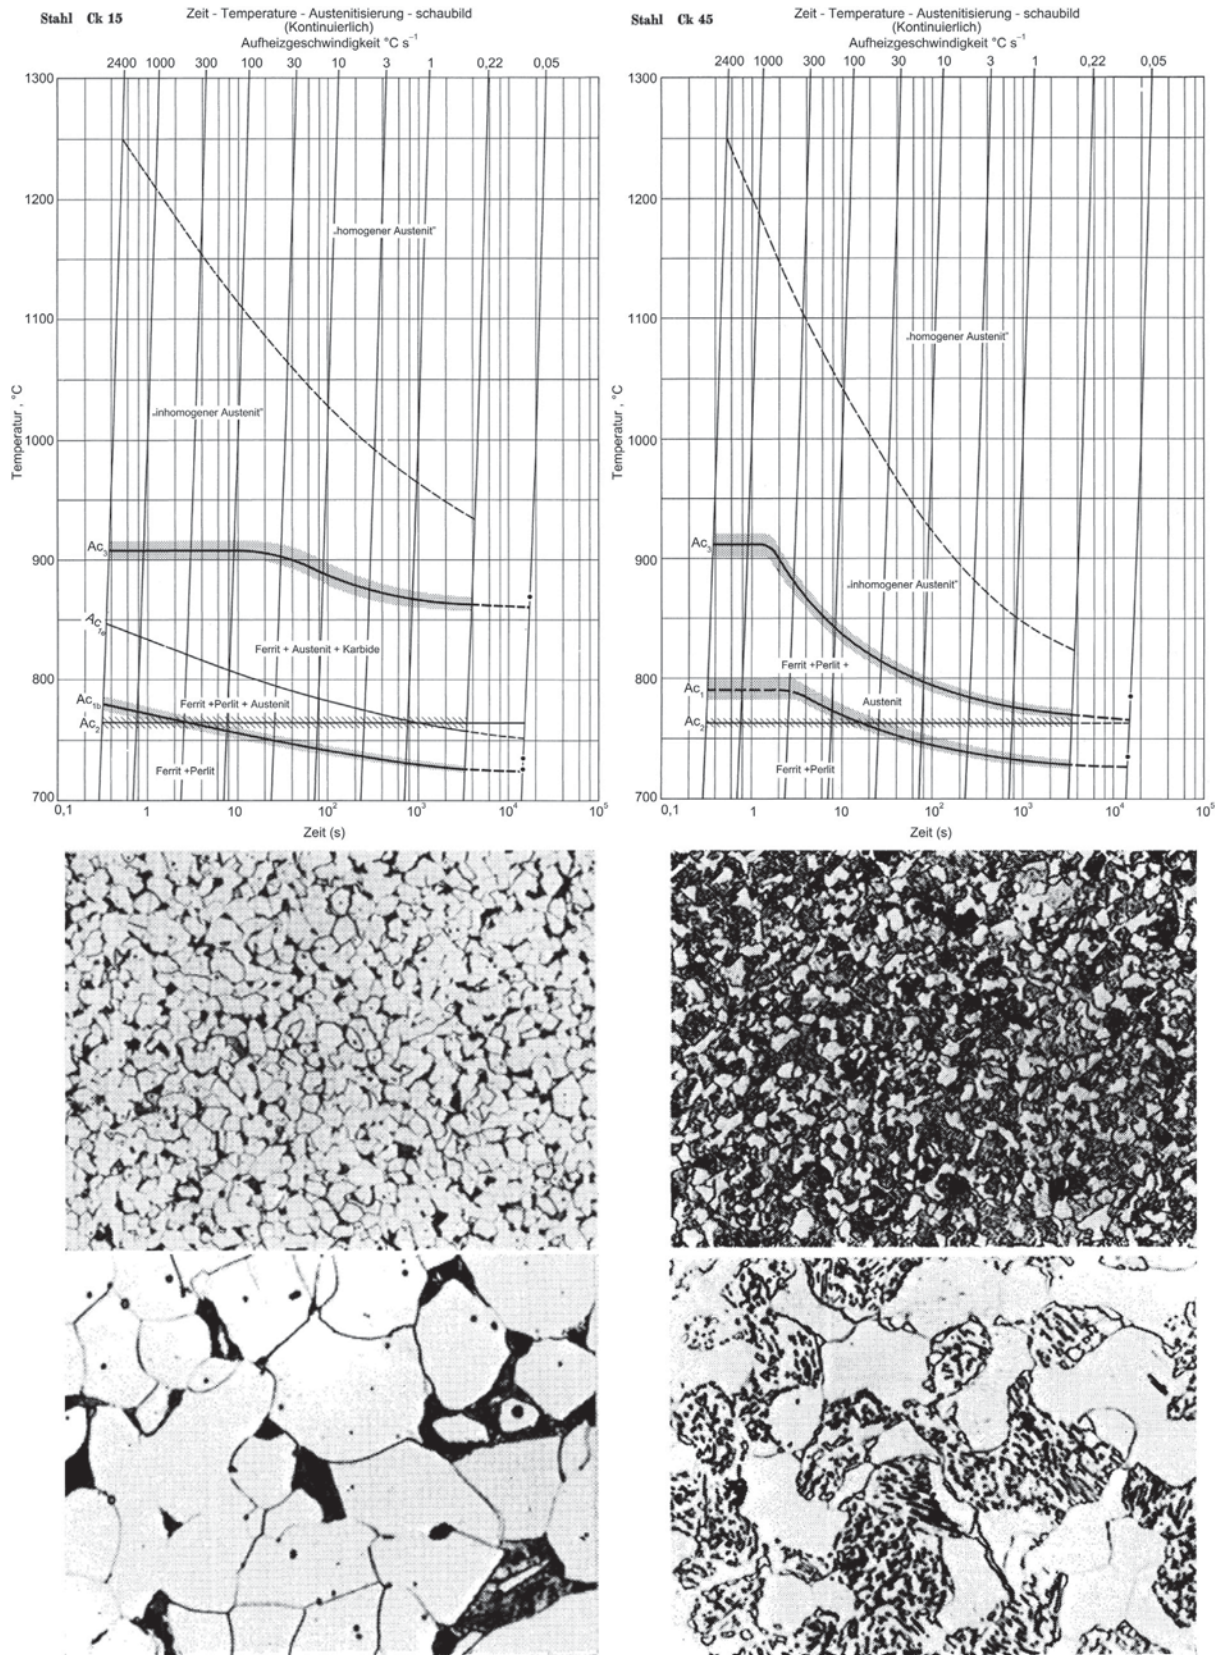 Stahl Ck 15
Zeit - Temperature - Austenitisierung - schaubild
(Kontinuierlich)
Aufheizgeschwindigkeit °C s⁻¹
2400 1000 300 100 30 10 3 1 0,22 0,05
1300
1200
„homogener Austenit"
1100
Temperatur , °C
„inhomogener Austenit"
1000
Ac₃
900
Ac₁ₑ
Ferrit + Austenit + Karbide
800
Ac₁b
Ferrit +Perlit + Austenit
Ac₂
Ferrit +Perlit
700
0,1 1 10 10² 10³ 10⁴ 10⁵
Zeit (s)
Stahl Ck 45
Zeit - Temperature - Austenitisierung - schaubild
(Kontinuierlich)
Aufheizgeschwindigkeit °C s⁻¹
2400 1000 300 100 30 10 3 1 0,22 0,05
1300
1200
1100
„homogener Austenit"
Temperatur , °C
1000
Ac₃
900
„inhomogener Austenit"
Ferrit +Perlit +
800
Ac₁
Austenit
Ac₂
Ferrit +Perlit
700
0,1 1 10 10² 10³ 10⁴ 10⁵
Zeit (s)